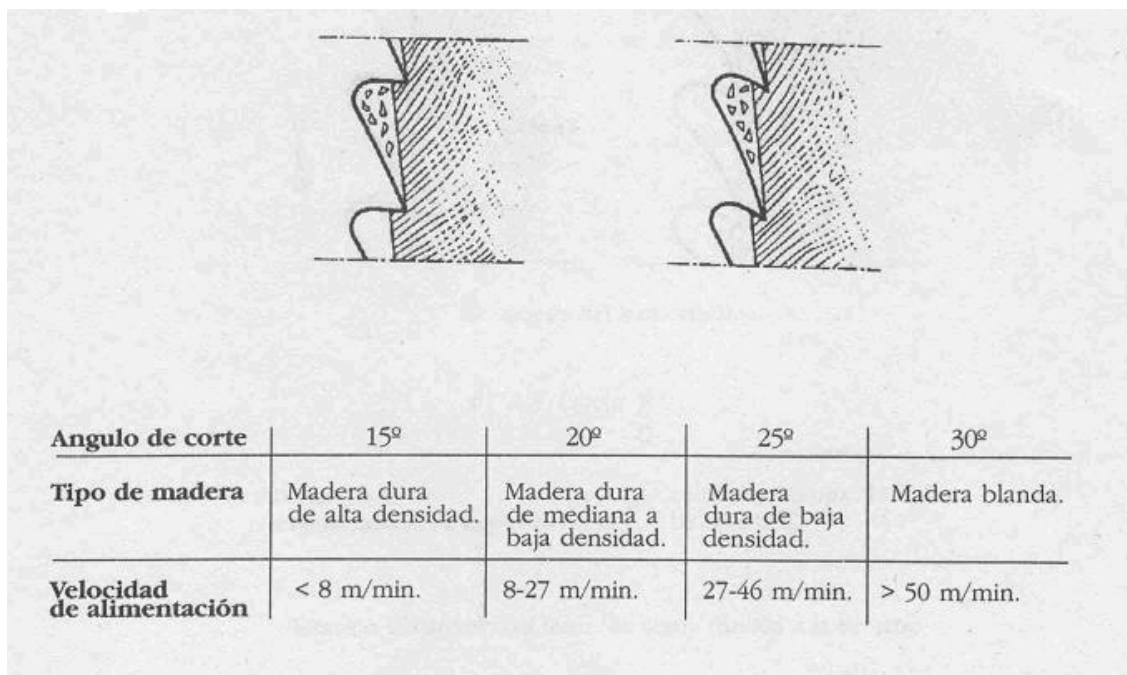 Angulo de corte 15º 20º 25º 30º
Tipo de madera Madera dura Madera dura Madera Madera blanda.
de alta densidad. de mediana a dura de baja
baja densidad. densidad.
Velocidad < 8 m/min. 8-27 m/min. 27-46 m/min. > 50 m/min.
de alimentación